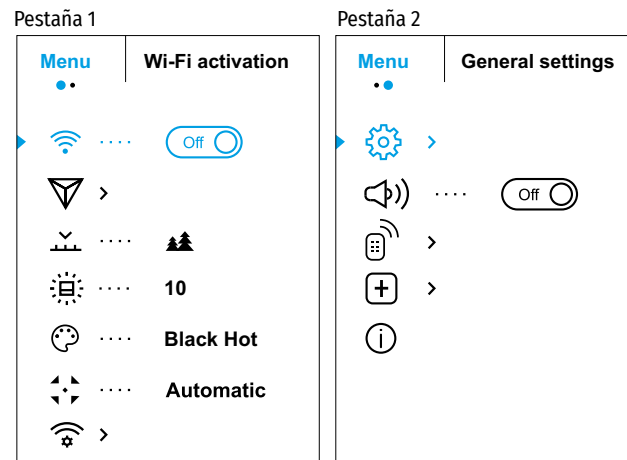 Pestaña 1
Menu
Wi-Fi activation
Off
10
Black Hot
Automatic
Pestaña 2
Menu
General settings
Off